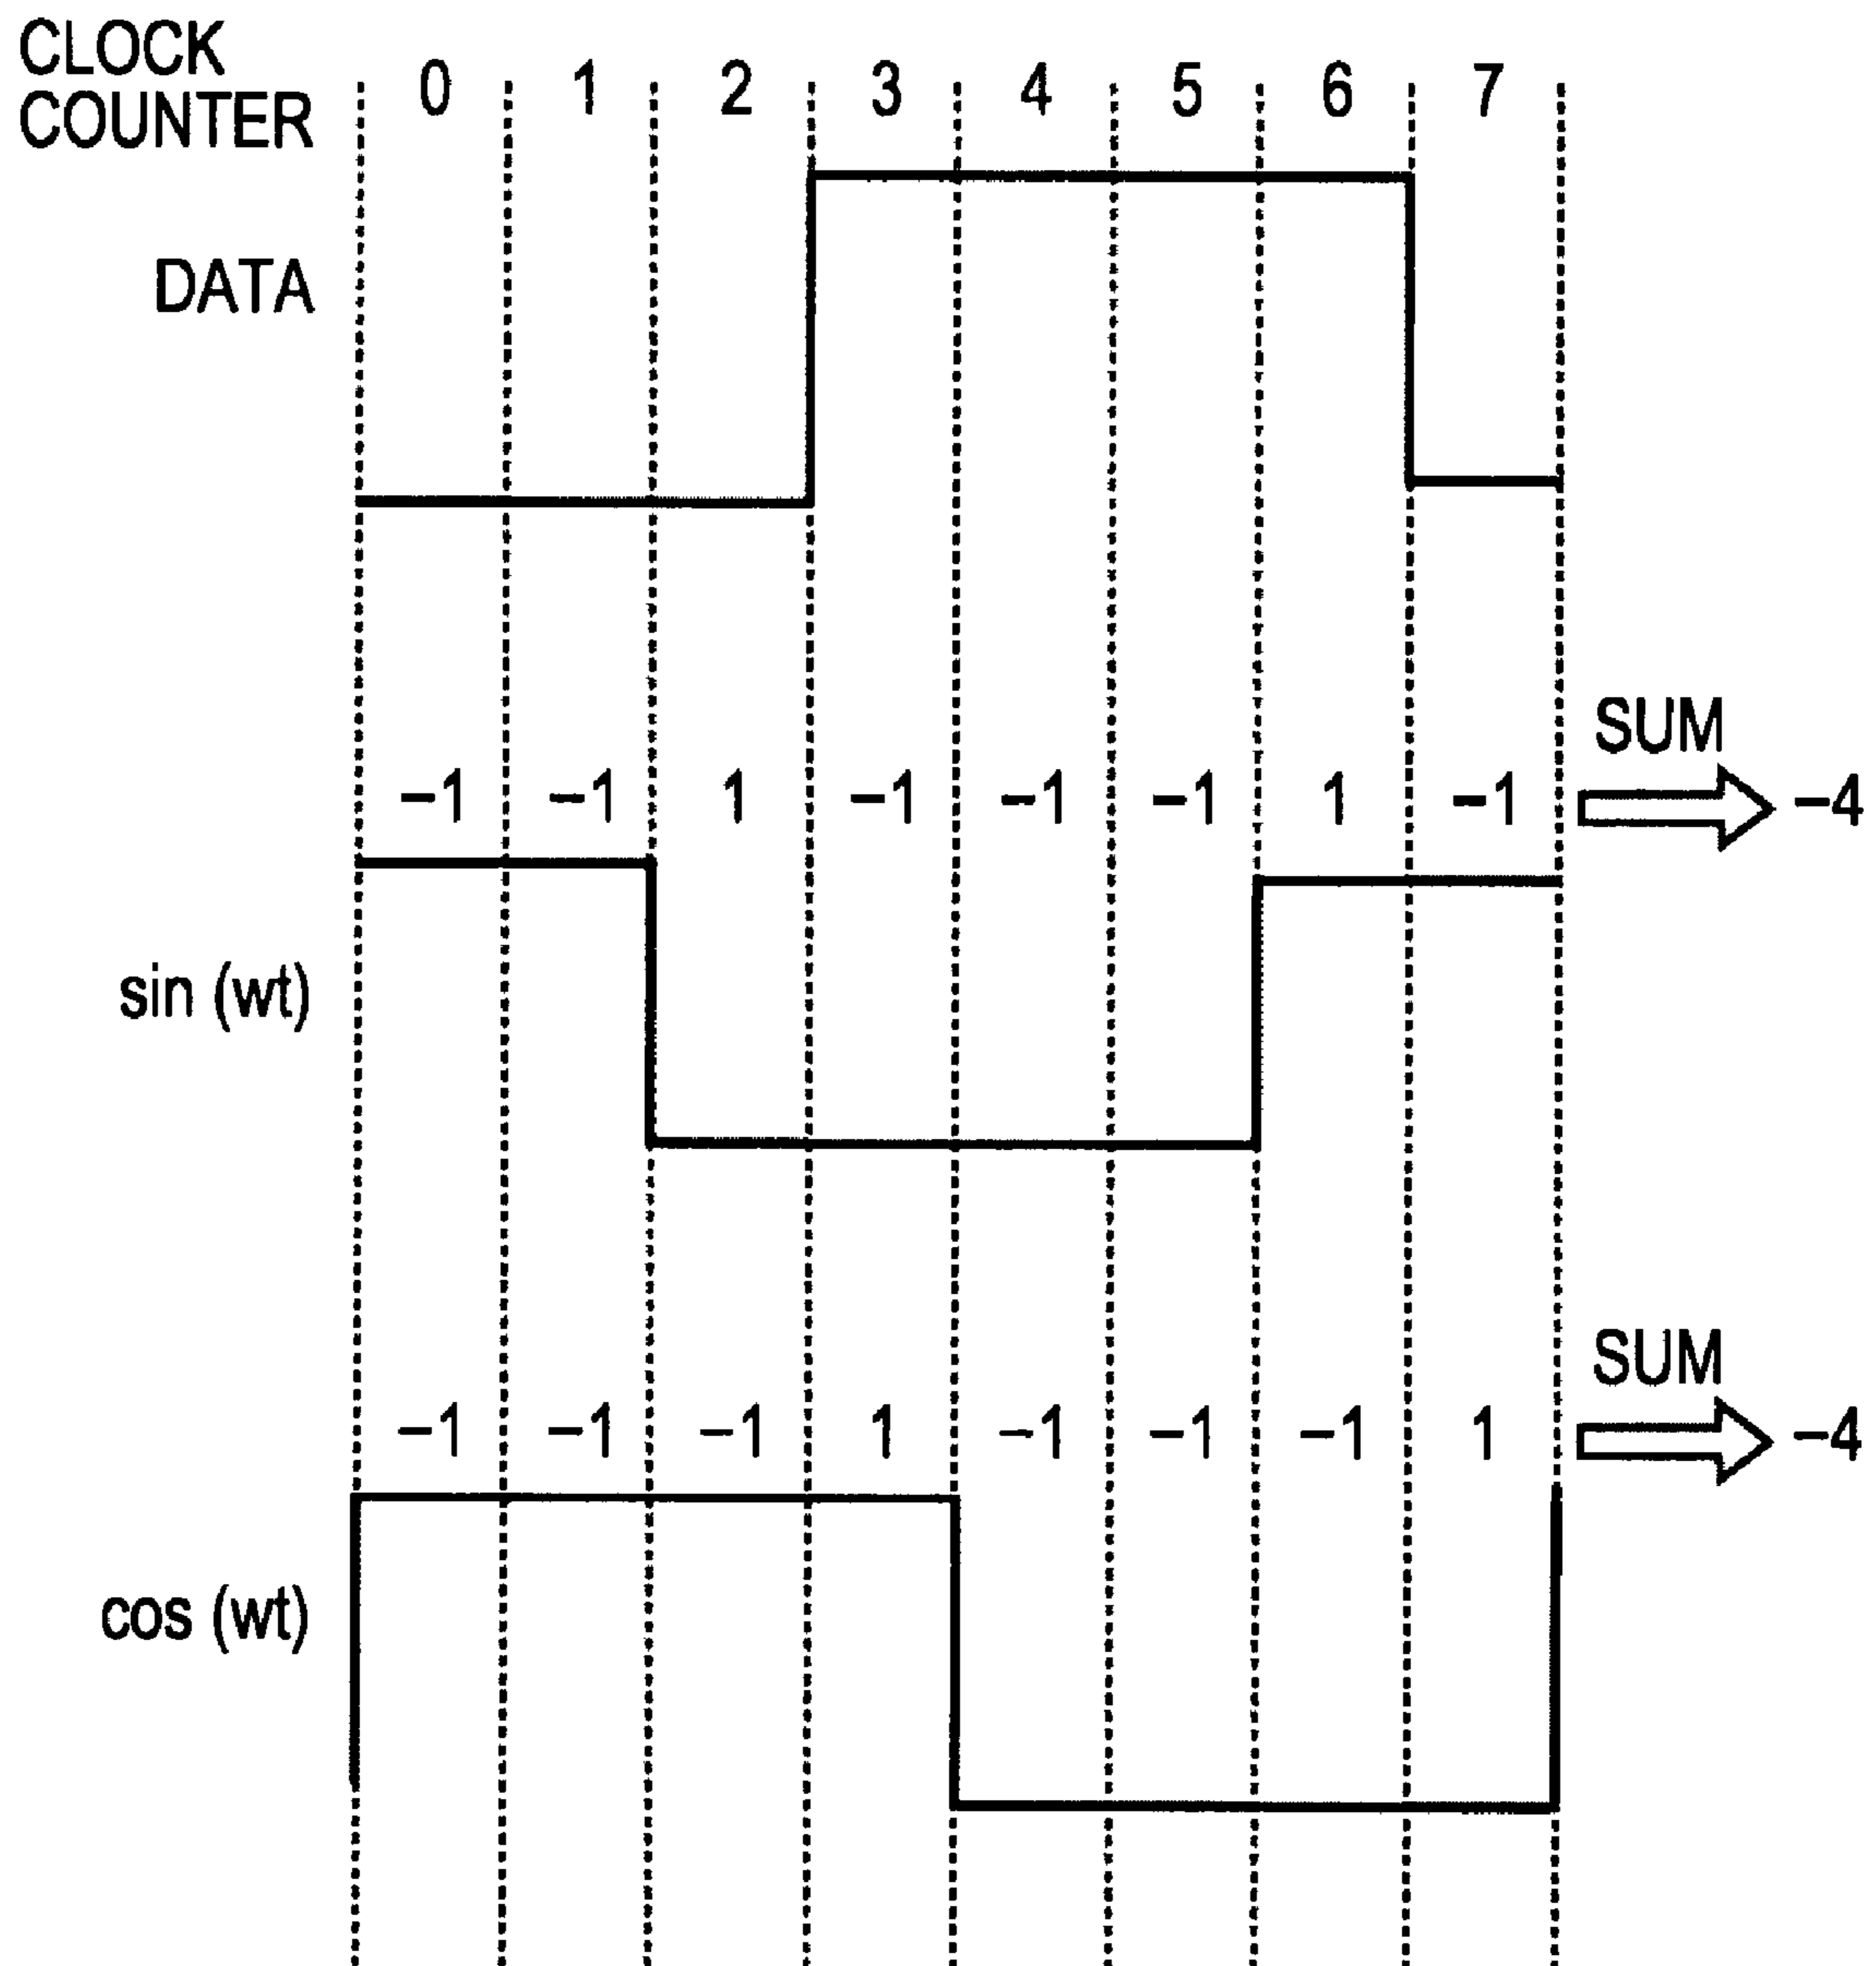 CLOCK
COUNTER 0 1 2 3 4 5 6 7
DATA
SUM
−1 −1 1 −1 −1 −1 1 −1 −4
sin (wt)
SUM
−1 −1 −1 1 −1 −1 −1 1 −4
cos (wt)